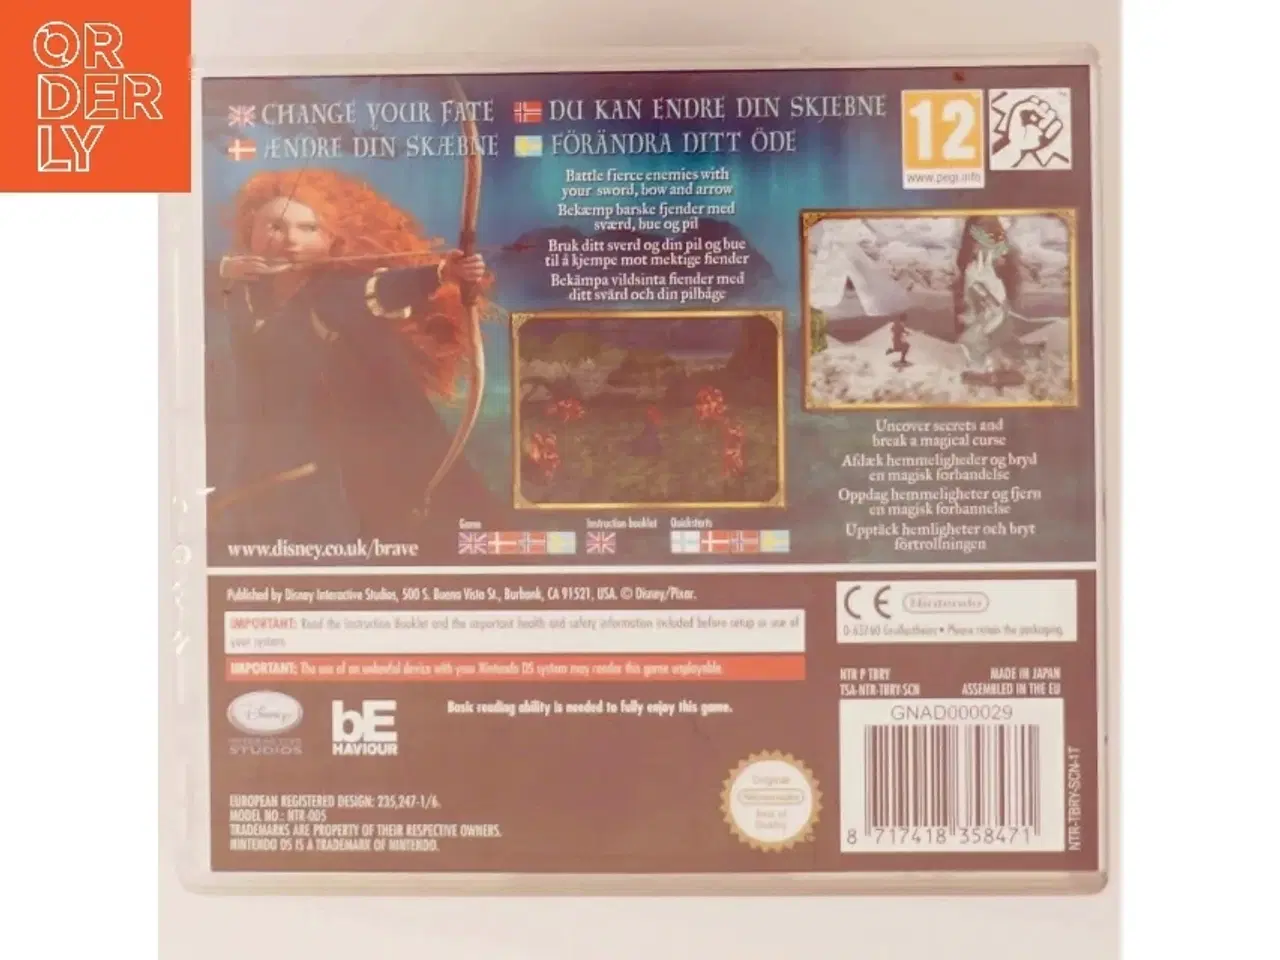 ORDERLY
CHANGE YOUR FATE
DU KAN ENDRE DIN SKJEBNE
ÆNDRE DIN SKÆBNE
FÖRÄNDRA DITT ÖDE
12
www.pegi.info
Battle fierce enemies with
your sword, bow and arrow
Bekæmp barske fjender med
sværd, bue og pil
Bruk ditt sverd og din pil og bue
til å kjempe mot mektige fiender
Bekämpa vildsinta fiender med
ditt svärd och din pilbåge
Uncover secrets and
break a magical curse
Afdæk hemmeligheder og bryd
en magisk forbandelse
Oppdag hemmeligheter og fjern
en magisk forbannelse
Upptäck hemligheter och bryt
förtrollningen
Game
Instruction booklet
Quickstarts
www.disney.co.uk/brave
Published by Disney Interactive Studios, 500 S. Buena Vista St., Burbank, CA 91521, USA. © Disney/Pixar.
IMPORTANT: Read the Instruction Booklet and the important health and safety information included before setup or use of
your system.
IMPORTANT: The use of an unlawful device with your Nintendo DS system may render this game unplayable.
CE
Nintendo
D-63760 Großostheim • Please retain the packaging.
NTR P TBRY
TSA-NTR-TBRY-SCN
MADE IN JAPAN
ASSEMBLED IN THE EU
Disney
INTERACTIVE
STUDIOS
bE
HAVIOUR
Basic reading ability is needed to fully enjoy this game.
GNAD000029
8 717418 358471
NTR-TBRY-SCN-1T
Original
Nintendo
Seal of
Quality
EUROPEAN REGISTERED DESIGN: 235,247-1/6.
MODEL NO.: NTR-005
TRADEMARKS ARE PROPERTY OF THEIR RESPECTIVE OWNERS.
NINTENDO DS IS A TRADEMARK OF NINTENDO.